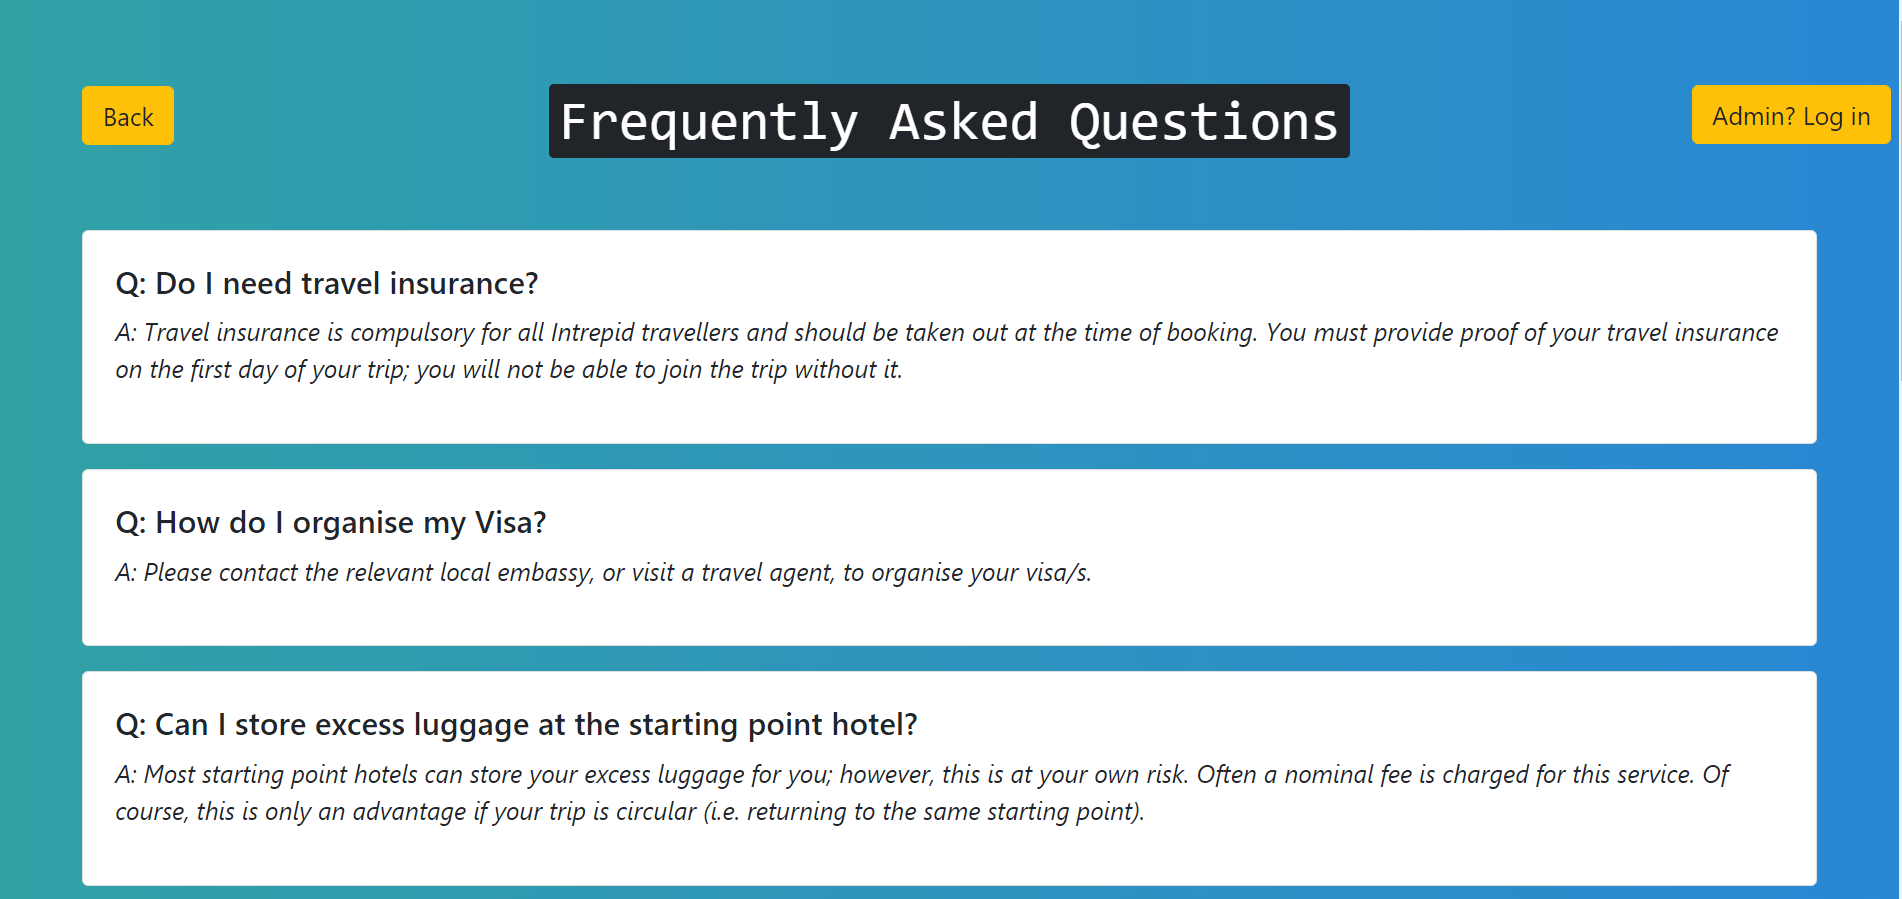 Back
Frequently Asked Questions
Admin? Log in
Q: Do I need travel insurance?
A: Travel insurance is compulsory for all Intrepid travellers and should be taken out at the time of booking. You must provide proof of your travel insurance
on the first day of your trip; you will not be able to join the trip without it.
Q: How do I organise my Visa?
A: Please contact the relevant local embassy, or visit a travel agent, to organise your visa/s.
Q: Can I store excess luggage at the starting point hotel?
A: Most starting point hotels can store your excess luggage for you; however, this is at your own risk. Often a nominal fee is charged for this service. Of
course, this is only an advantage if your trip is circular (i.e. returning to the same starting point).